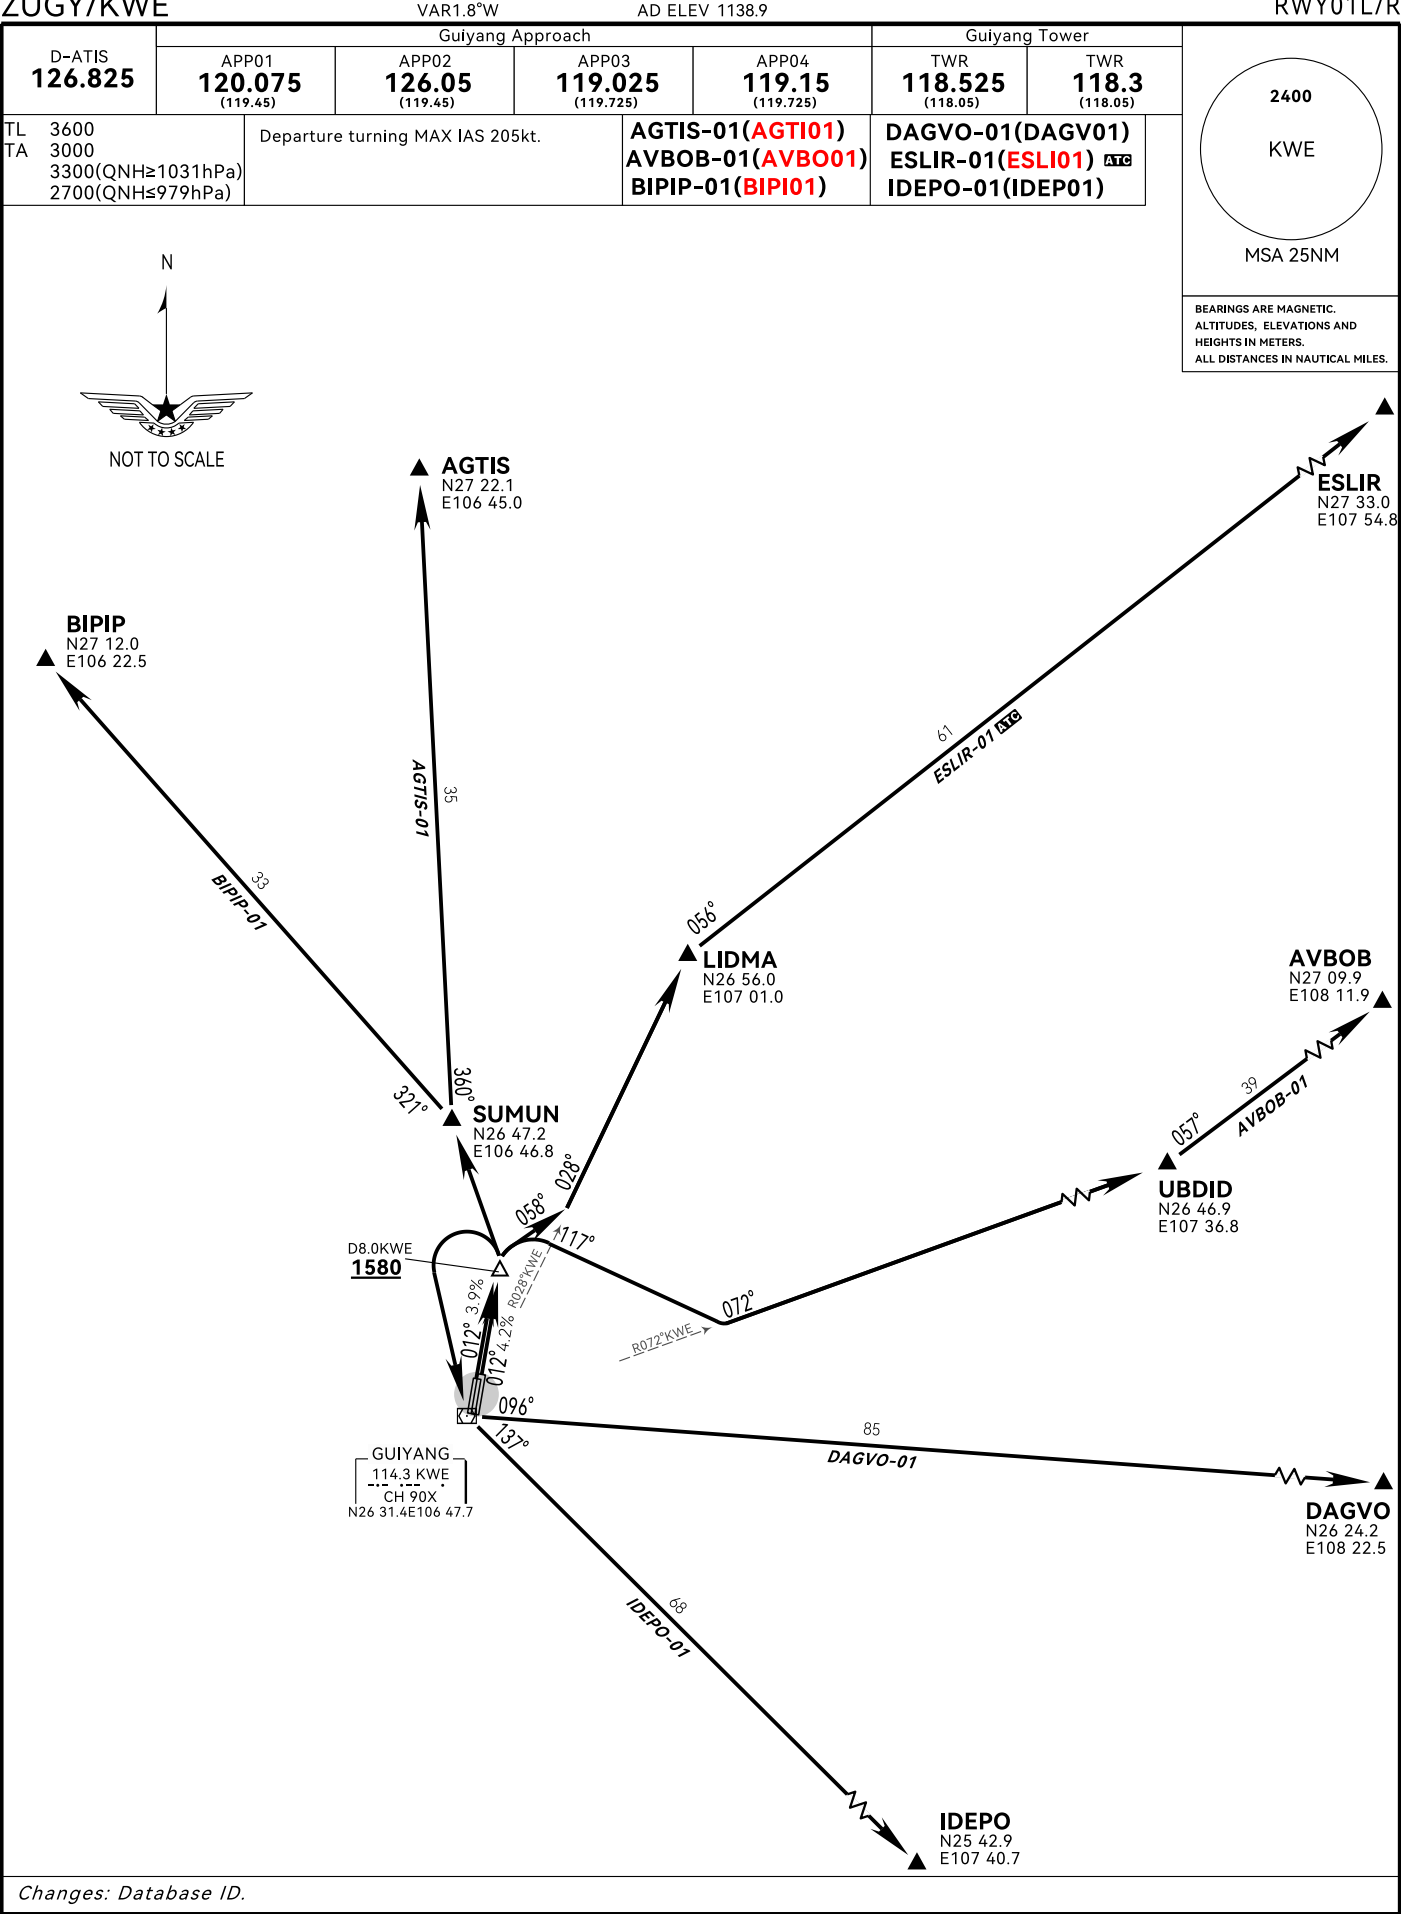 ZUGY/KWE VAR1.8°W AD ELEV 1138.9 RWY01L/R
D-ATIS
126.825
Guiyang Approach
APP01
120.075
(119.45)
APP02
126.05
(119.45)
APP03
119.025
(119.725)
APP04
119.15
(119.725)
Guiyang Tower
TWR
118.525
(118.05)
TWR
118.3
(118.05)
TL 3600
TA 3000
3300(QNH≥1031hPa)
2700(QNH≤979hPa)
Departure turning MAX IAS 205kt.
AGTIS-01(AGTI01)
AVBOB-01(AVBO01)
BIPIP-01(BIPI01)
DAGVO-01(DAGV01)
ESLIR-01(ESLI01) ATC
IDEPO-01(IDEP01)
2400
KWE
MSA 25NM
BEARINGS ARE MAGNETIC.
ALTITUDES, ELEVATIONS AND
HEIGHTS IN METERS.
ALL DISTANCES IN NAUTICAL MILES.
N
NOT TO SCALE
AGTIS
N27 22.1
E106 45.0
ESLIR
N27 33.0
E107 54.8
BIPIP
N27 12.0
E106 22.5
61
ESLIR-01 ATC
35
AGTIS-01
33
BIPIP-01
056°
LIDMA
N26 56.0
E107 01.0
AVBOB
N27 09.9
E108 11.9
39
AVBOB-01
057°
321°
360°
SUMUN
N26 47.2
E106 46.8
028°
058°
117°
UBDID
N26 46.9
E107 36.8
D8.0KWE
1580
R028°KWE
012° 3.9%
012° 4.2%
072°
R072°KWE
096°
137°
85
DAGVO-01
GUIYANG
114.3 KWE
CH 90X
N26 31.4E106 47.7
DAGVO
N26 24.2
E108 22.5
68
IDEPO-01
IDEPO
N25 42.9
E107 40.7
Changes: Database ID.